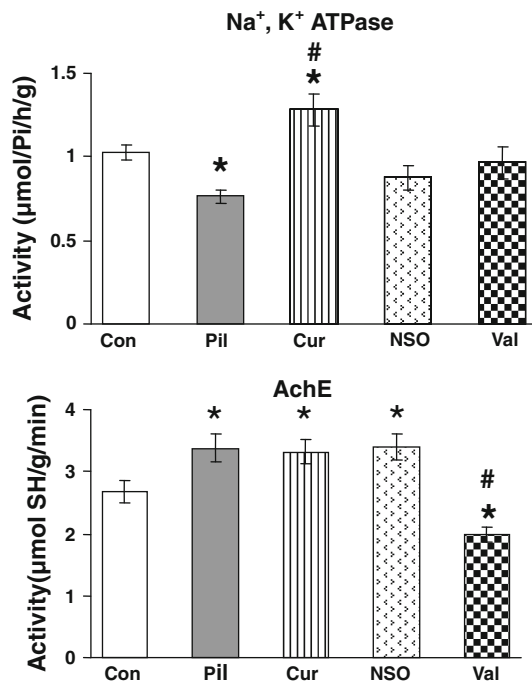 Na⁺, K⁺ ATPase
#
*
*
1.5
1
0.5
0
Activity (μmol/Pi/h/g)
Con Pil Cur NSO Val
AchE
* * *
#
*
4
3
2
1
0
Activity(μmol SH/g/min)
Con Pil Cur NSO Val